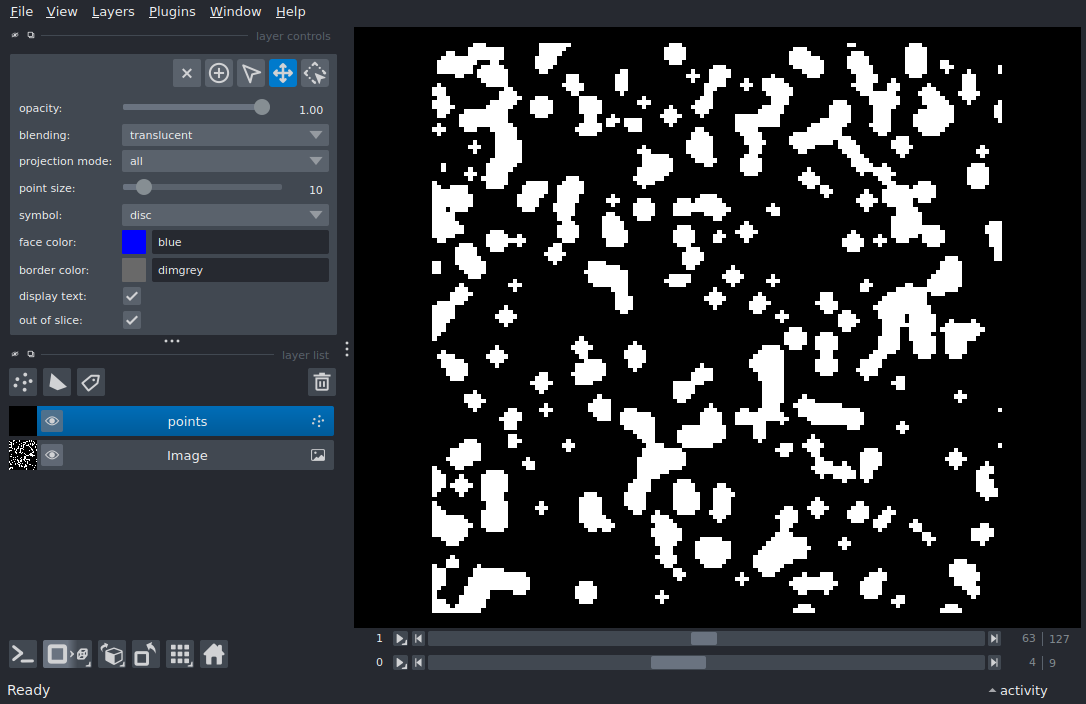 File View Layers Plugins Window Help
layer controls
opacity: 1.00
blending: translucent
projection mode: all
point size: 10
symbol: disc
face color: blue
border color: dimgrey
display text:
out of slice:
layer list
points
Image
1 63 127
0 4 9
Ready activity